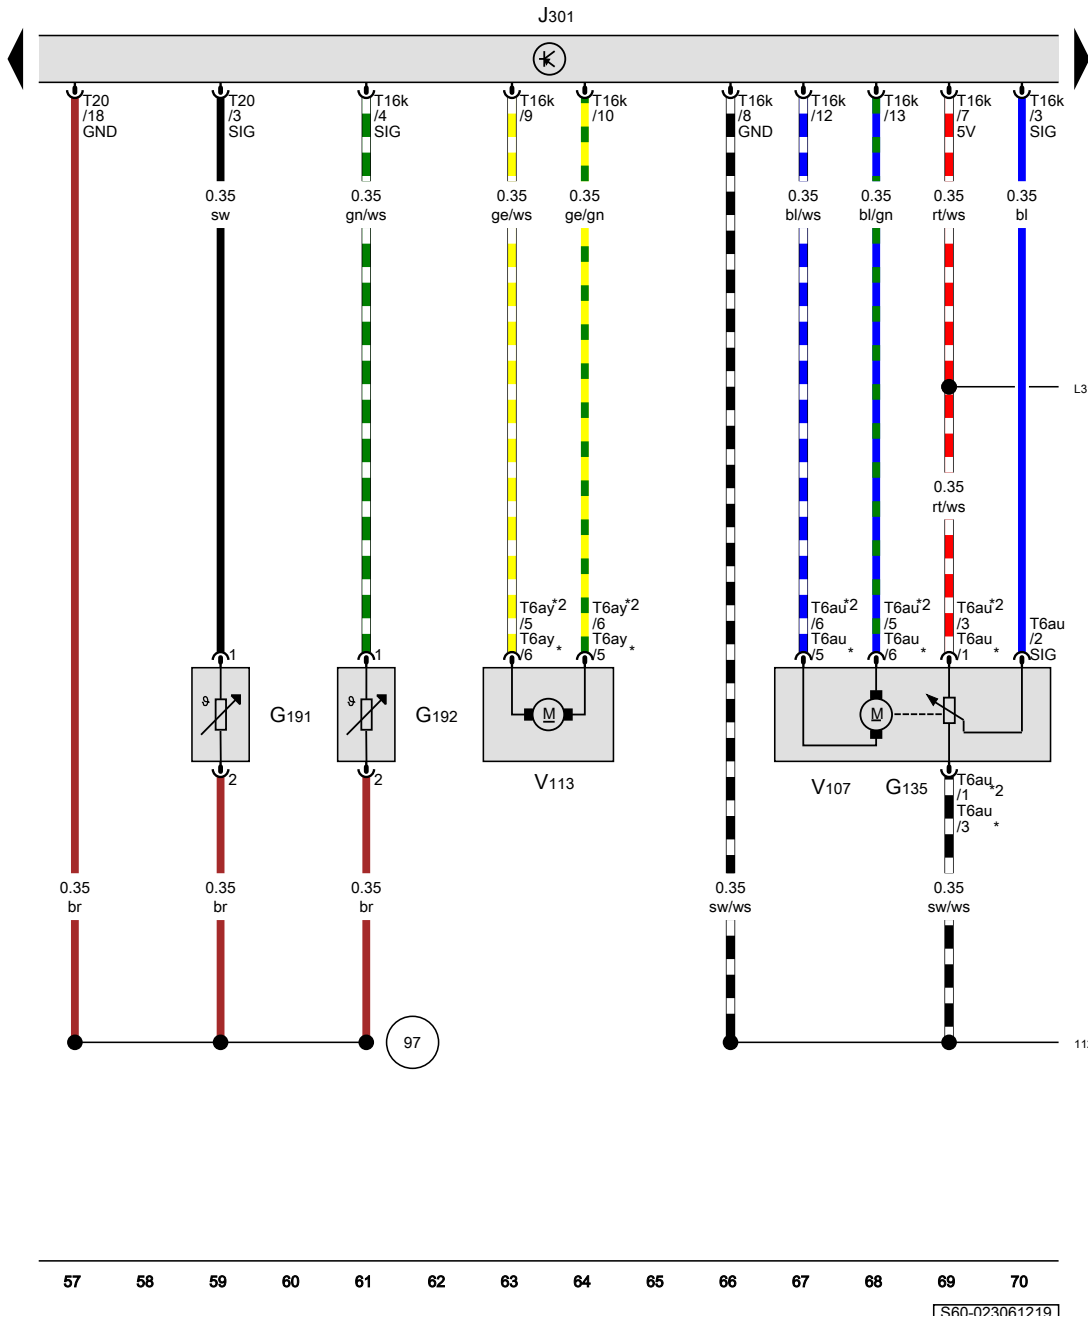 J301
T20
/18
GND
T20
/3
SIG
T16k
/4
SIG
T16k
/9
T16k
/10
T16k
/8
GND
T16k
/12
T16k
/13
T16k
/7
5V
T16k
/3
SIG
0.35
sw
0.35
gn/ws
0.35
ge/ws
0.35
ge/gn
0.35
bl/ws
0.35
bl/gn
0.35
rt/ws
0.35
bl
L3
0.35
rt/ws
T6ay*2
/5
T6ay *
/6
T6ay*2
/6
T6ay *
/5
T6au*2
/6
T6au *
/5
T6au*2
/5
T6au *
/6
T6au*2
/3
T6au *
/1
T6au
/2
SIG
1
1
ϑ
G191
ϑ
G192
M
M
2
2
V113
V107
G135
T6au
/1 *2
T6au
/3 *
0.35
br
0.35
br
0.35
br
0.35
sw/ws
0.35
sw/ws
97
57 58 59 60 61 62 63 64 65 66 67 68 69 70
S60-023061219